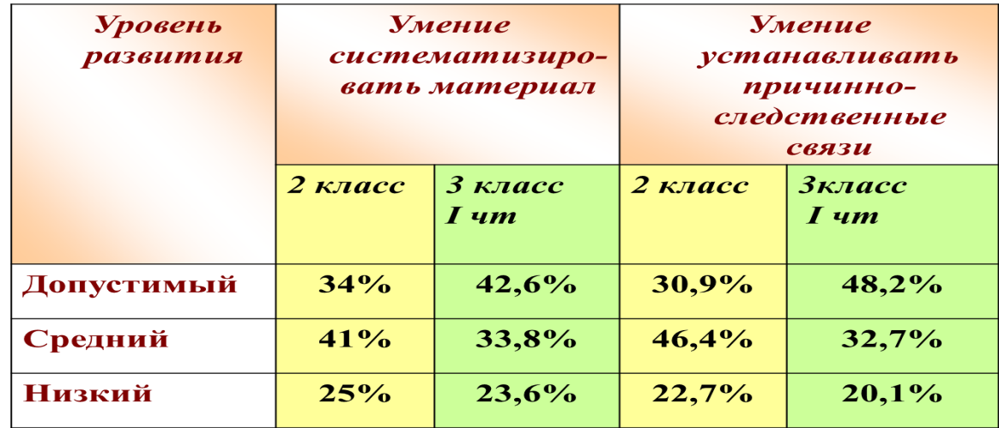 Уровень
развития
Умение
систематизиро-
вать материал
Умение
устанавливать
причинно-
следственные
связи
2 класс
3 класс
I чт
2 класс
3класс
I чт
Допустимый 34% 42,6% 30,9% 48,2%
Средний 41% 33,8% 46,4% 32,7%
Низкий 25% 23,6% 22,7% 20,1%